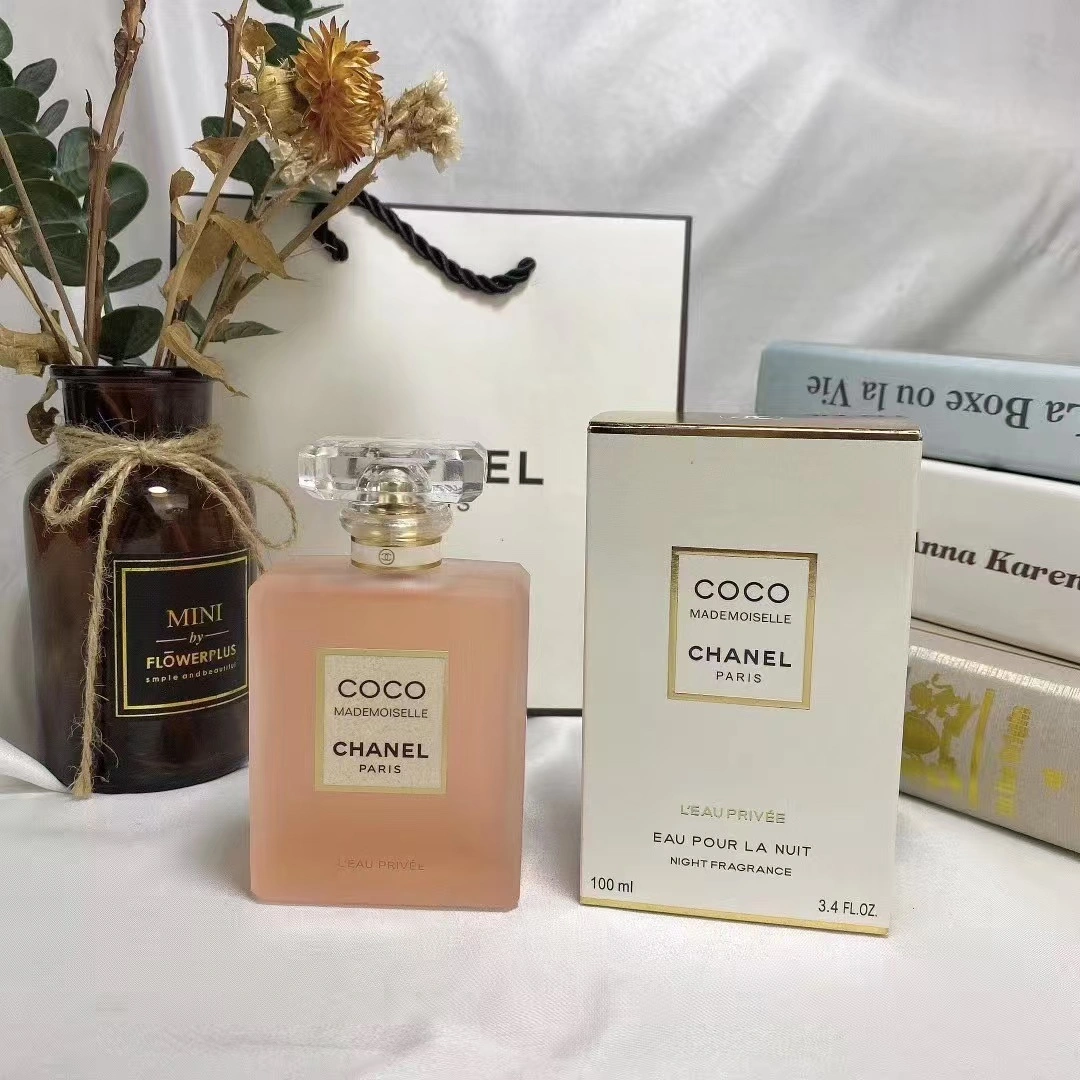 EL
MINI
by
FLŌWERPLUS
smple and beautiful
COCO
MADEMOISELLE
CHANEL
PARIS
L'EAU PRIVÉE
COCO
MADEMOISELLE
CHANEL
PARIS
L'EAU PRIVÉE
EAU POUR LA NUIT
NIGHT FRAGRANCE
100 ml
3.4 FL.OZ.
La Boxe ou la Vie
Anna Karen